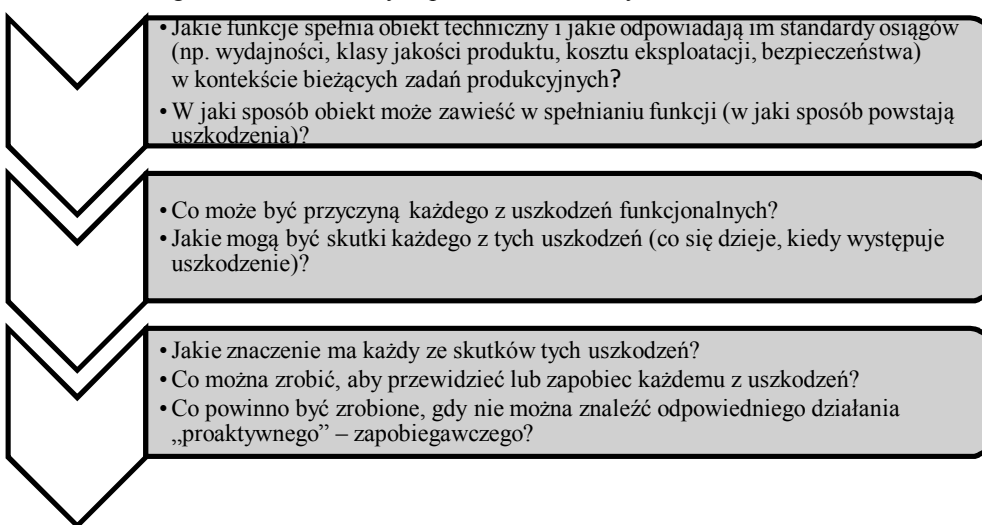 • Jakie funkcje spełnia obiekt techniczny i jakie odpowiadają im standardy osiągów
(np. wydajności, klasy jakości produktu, kosztu eksploatacji, bezpieczeństwa)
w kontekście bieżących zadań produkcyjnych?
• W jaki sposób obiekt może zawieść w spełnianiu funkcji (w jaki sposób powstają
uszkodzenia)?
• Co może być przyczyną każdego z uszkodzeń funkcjonalnych?
• Jakie mogą być skutki każdego z tych uszkodzeń (co się dzieje, kiedy występuje
uszkodzenie)?
• Jakie znaczenie ma każdy ze skutków tych uszkodzeń?
• Co można zrobić, aby przewidzieć lub zapobiec każdemu z uszkodzeń?
• Co powinno być zrobione, gdy nie można znaleźć odpowiedniego działania
„proaktywnego” – zapobiegawczego?